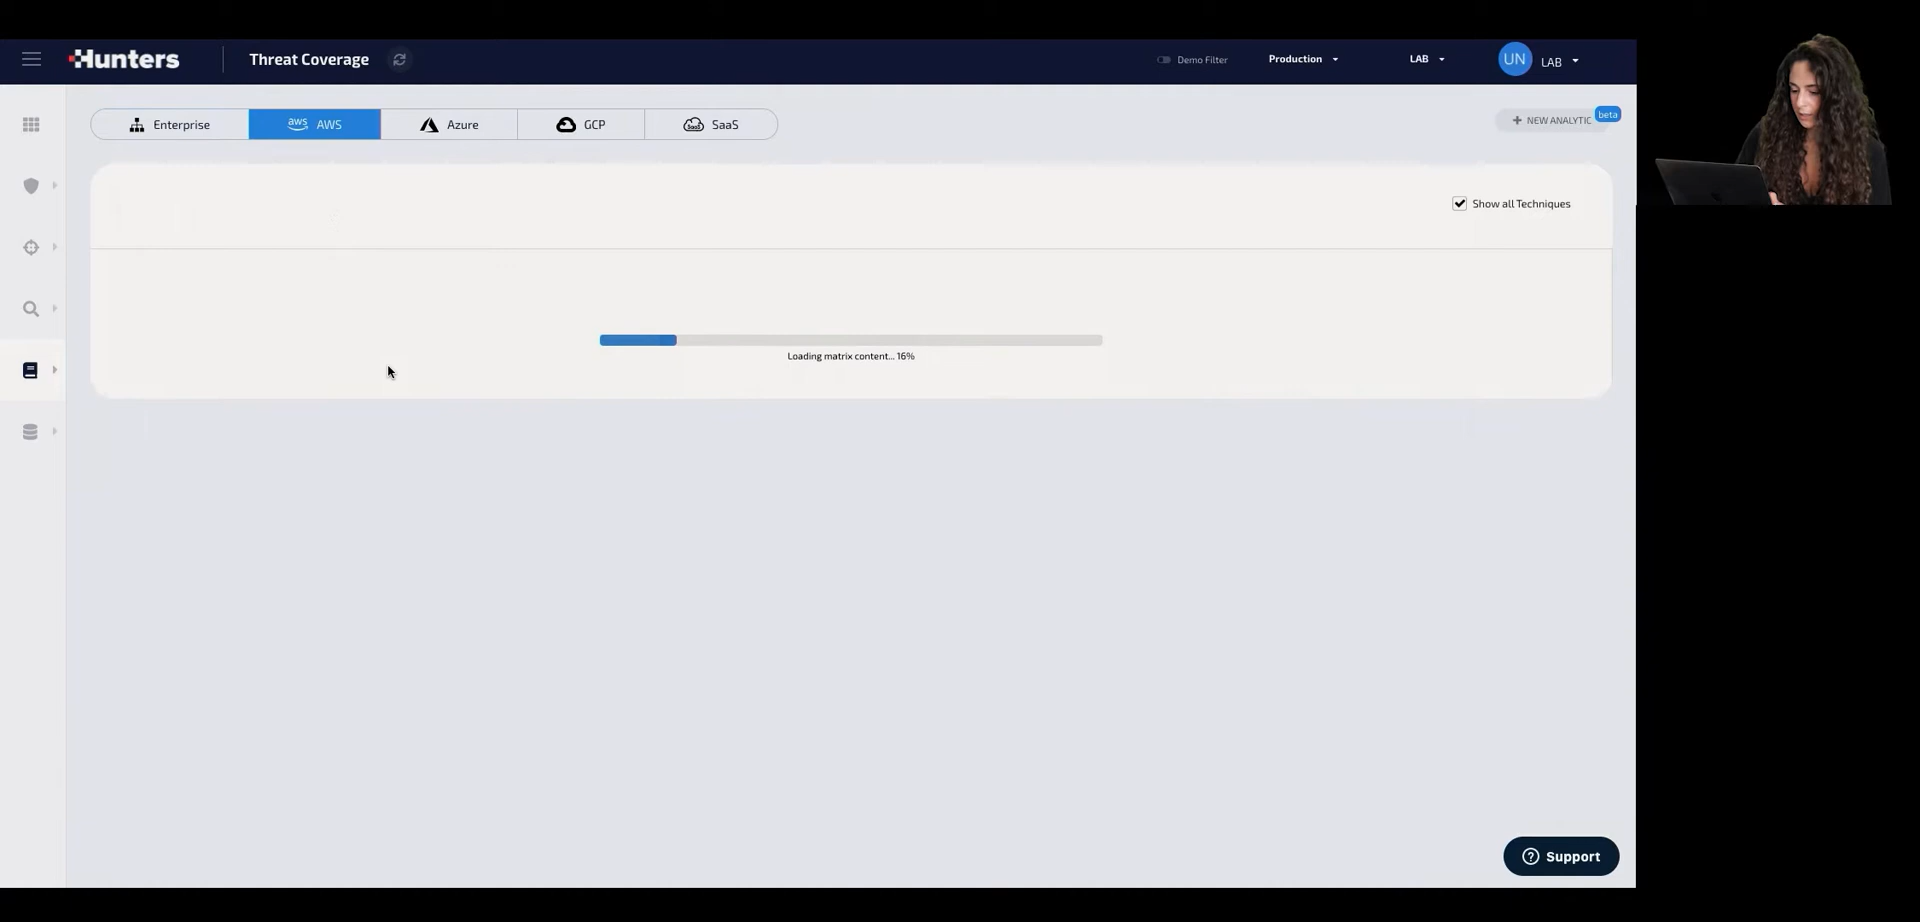 Hunters
Threat Coverage
Demo Filter
Production
LAB
UN
LAB
Enterprise
aws AWS
Azure
GCP
SaaS SaaS
+ NEW ANALYTIC
beta
Show all Techniques
Loading matrix content... 16%
? Support